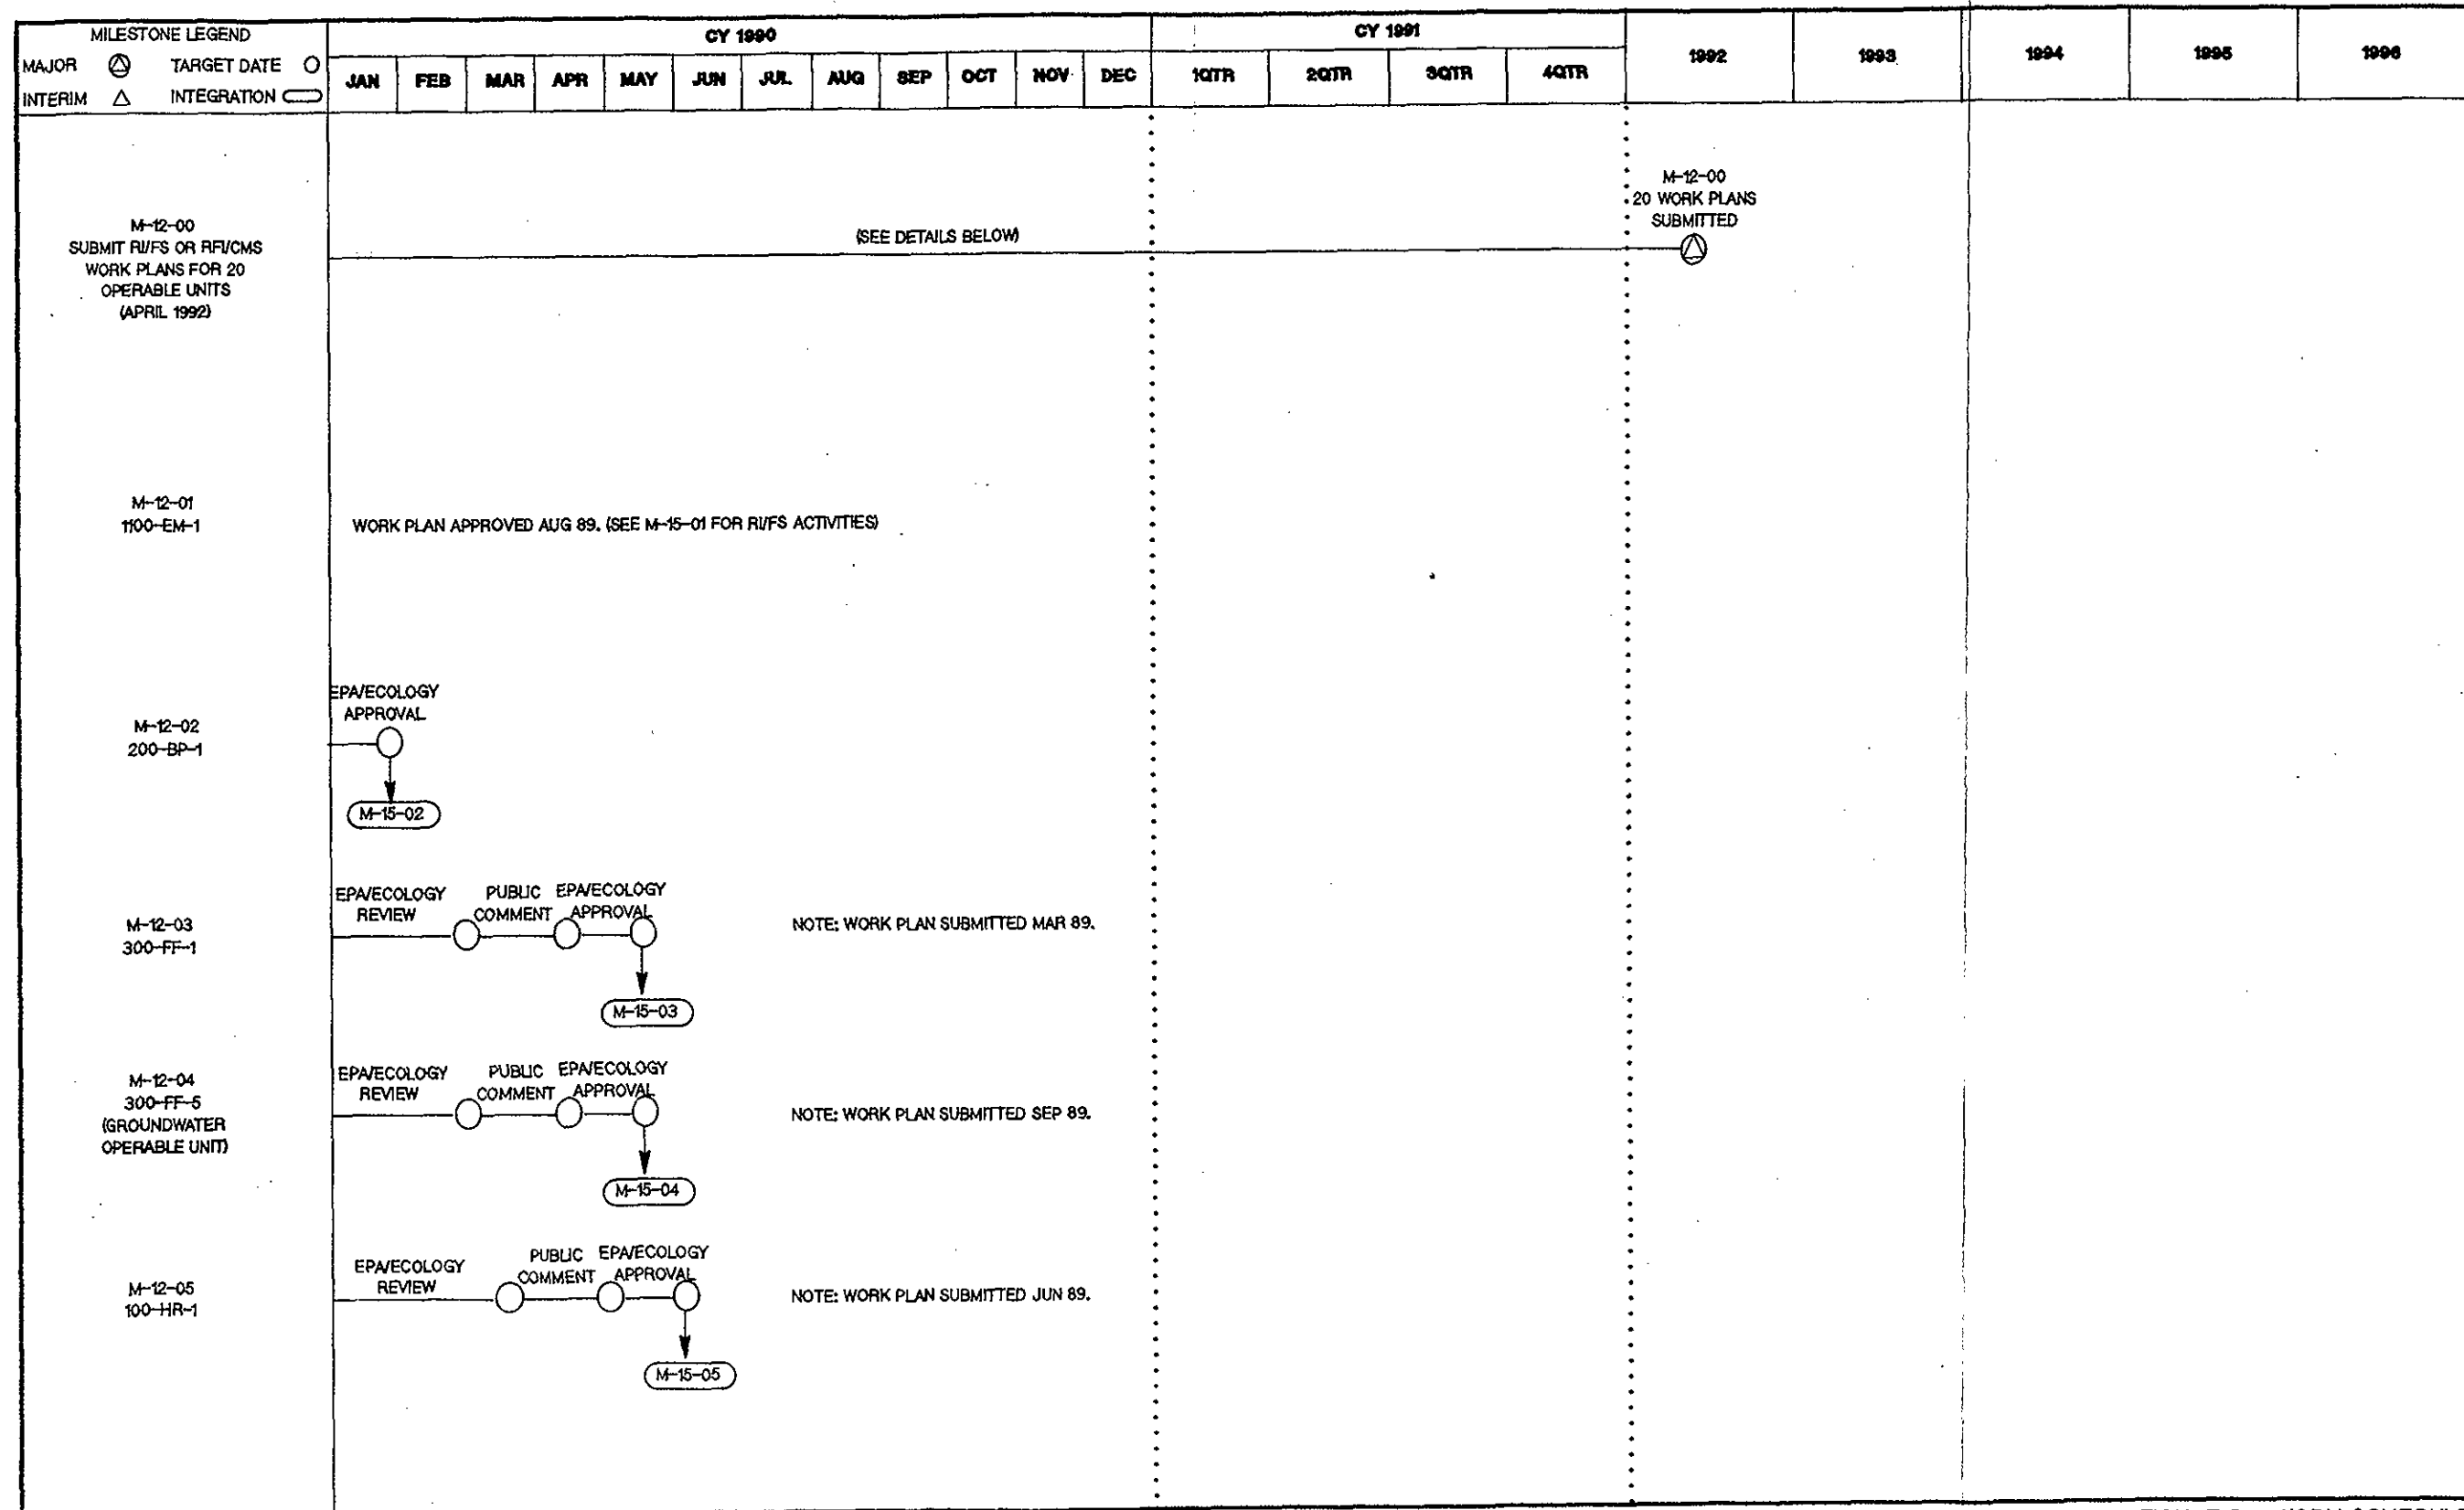 MILESTONE LEGEND
MAJOR TARGET DATE
INTERIM INTEGRATION
CY 1990
JAN FEB MAR APR MAY JUN JUL AUG SEP OCT NOV DEC
CY 1991
1QTR 2QTR 3QTR 4QTR
1992 1993 1994 1995 1996
M-12-00
SUBMIT RI/FS OR RFI/CMS
WORK PLANS FOR 20
OPERABLE UNITS
(APRIL 1992)
(SEE DETAILS BELOW)
M-12-00
20 WORK PLANS
SUBMITTED
M-12-01
1100-EM-1
WORK PLAN APPROVED AUG 89. (SEE M-15-01 FOR RI/FS ACTIVITIES)
M-12-02
200-BP-1
EPA/ECOLOGY
APPROVAL
M-15-02
M-12-03
300-FF-1
EPA/ECOLOGY
REVIEW
PUBLIC
COMMENT
EPA/ECOLOGY
APPROVAL
NOTE: WORK PLAN SUBMITTED MAR 89.
M-15-03
M-12-04
300-FF-5
(GROUNDWATER
OPERABLE UNIT)
EPA/ECOLOGY
REVIEW
PUBLIC
COMMENT
EPA/ECOLOGY
APPROVAL
NOTE: WORK PLAN SUBMITTED SEP 89.
M-15-04
M-12-05
100-HR-1
EPA/ECOLOGY
REVIEW
PUBLIC
COMMENT
EPA/ECOLOGY
APPROVAL
NOTE: WORK PLAN SUBMITTED JUN 89.
M-15-05